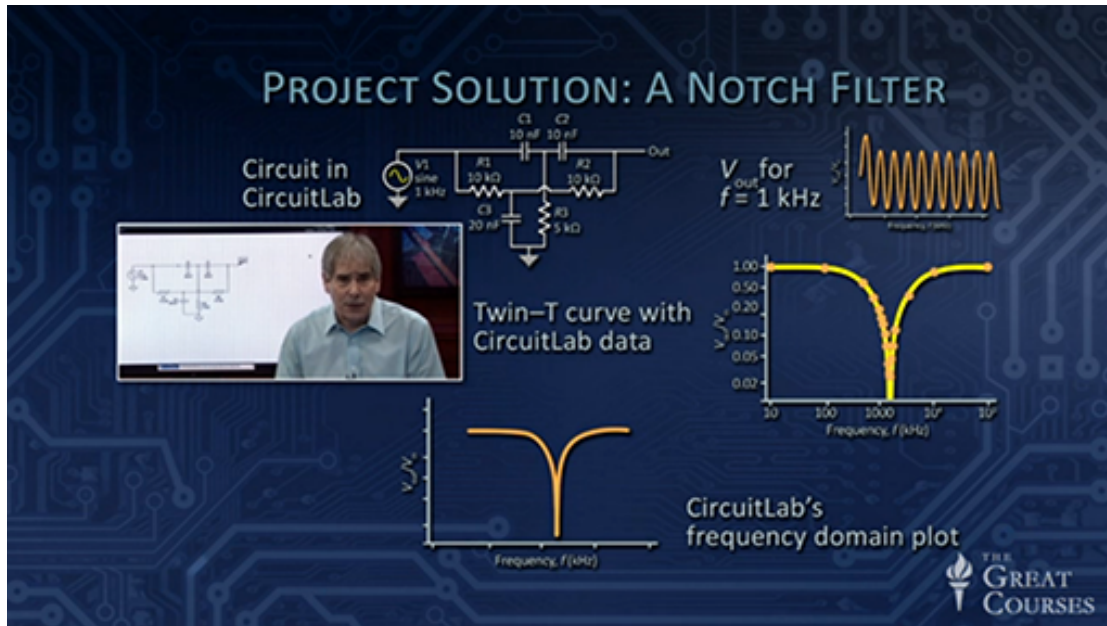 PROJECT SOLUTION: A NOTCH FILTER
Circuit in
CircuitLab
V1
sine
1 kHz
C1
10 nF
C2
10 nF
Out
R1
10 kΩ
R2
10 kΩ
C3
20 nF
R3
5 kΩ
V out for
f = 1 kHz
Twin–T curve with
CircuitLab data
1.00
0.50
0.20
0.10
0.05
0.02
10
100
1000
Frequency, f (kHz)
Frequency, f (kHz)
CircuitLab's
frequency domain plot
THE
GREAT
COURSES